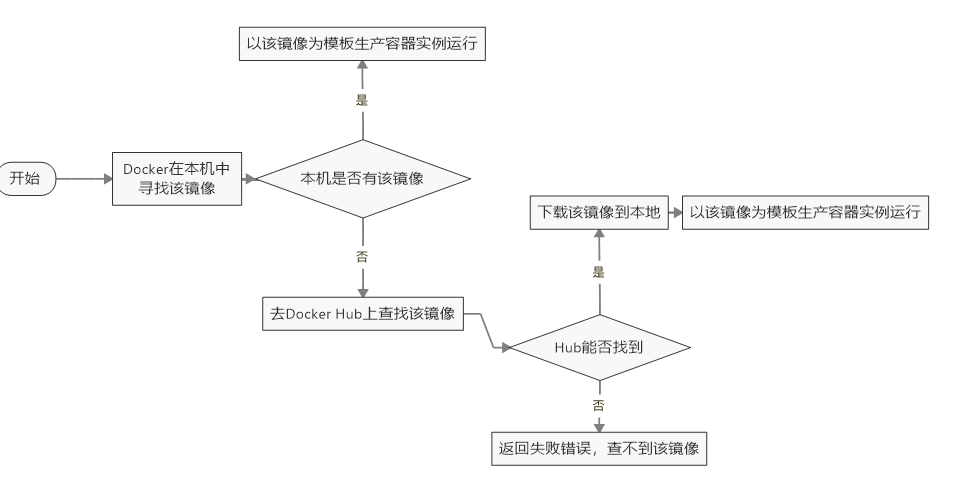 以该镜像为模板生产容器实例运行
是
开始
Docker在本机中
寻找该镜像
本机是否有该镜像
否
去Docker Hub上查找该镜像
下载该镜像到本地
以该镜像为模板生产容器实例运行
是
Hub能否找到
否
返回失败错误，查不到该镜像